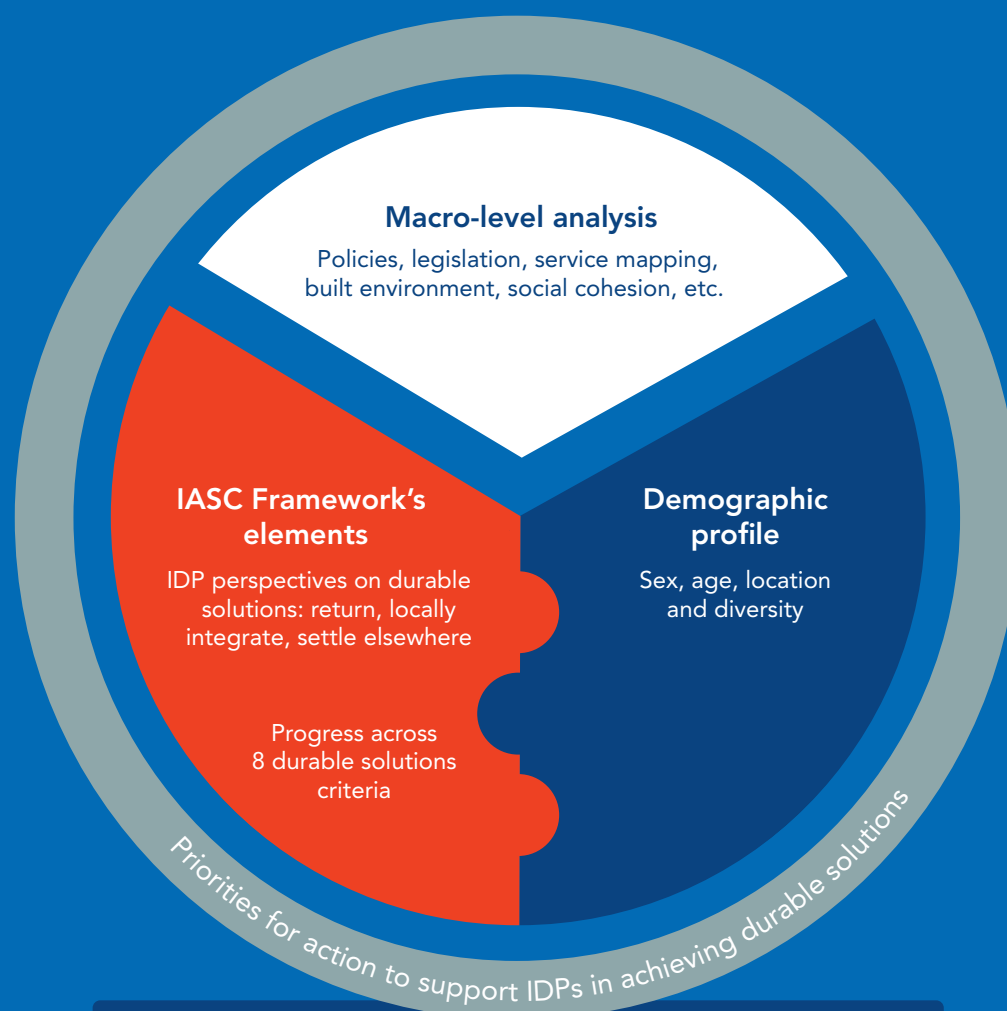 Macro-level analysis
Policies, legislation, service mapping,
built environment, social cohesion, etc.
IASC Framework’s
elements
IDP perspectives on durable
solutions: return, locally
integrate, settle elsewhere
Progress across
8 durable solutions
criteria
Demographic
profile
Sex, age, location
and diversity
Priorities for action to support IDPs in achieving durable solutions